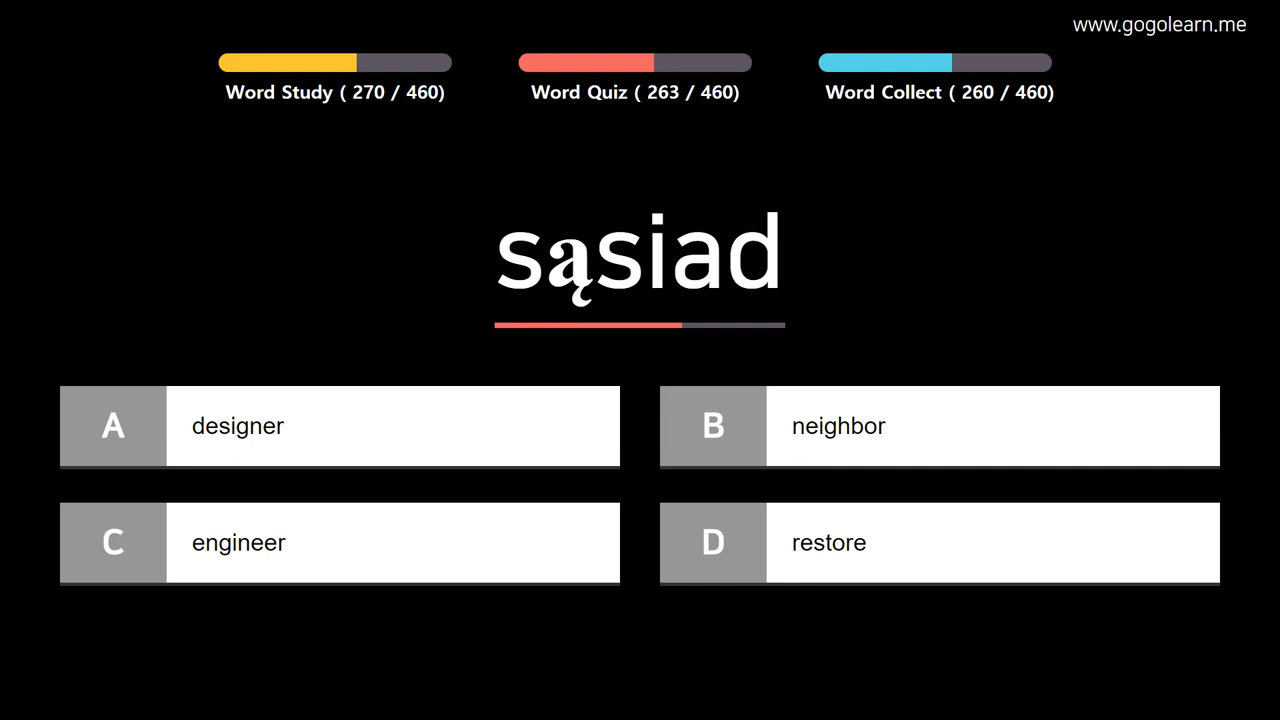 www.gogolearn.me
Word Study ( 270 / 460)
Word Quiz ( 263 / 460)
Word Collect ( 260 / 460)
sąsiad
A designer
B neighbor
C engineer
D restore